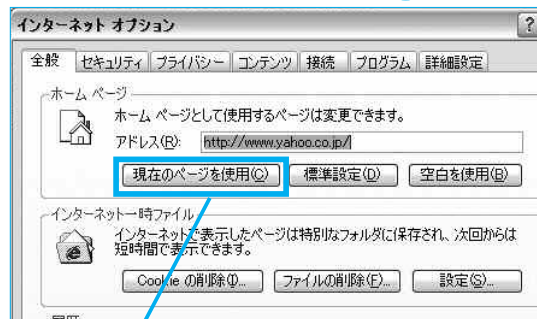 インターネット オプション
全般 セキュリティ プライバシー コンテンツ 接続 プログラム 詳細設定
ホーム ページ
ホーム ページとして使用するページは変更できます。
アドレス(R): http://www.yahoo.co.jp/
現在のページを使用(C) 標準設定(D) 空白を使用(B)
インターネット一時ファイル
インターネットで表示したページは特別なフォルダに保存され、次回からは
短時間で表示できます。
Cookie の削除(I)... ファイルの削除(F)... 設定(S)...